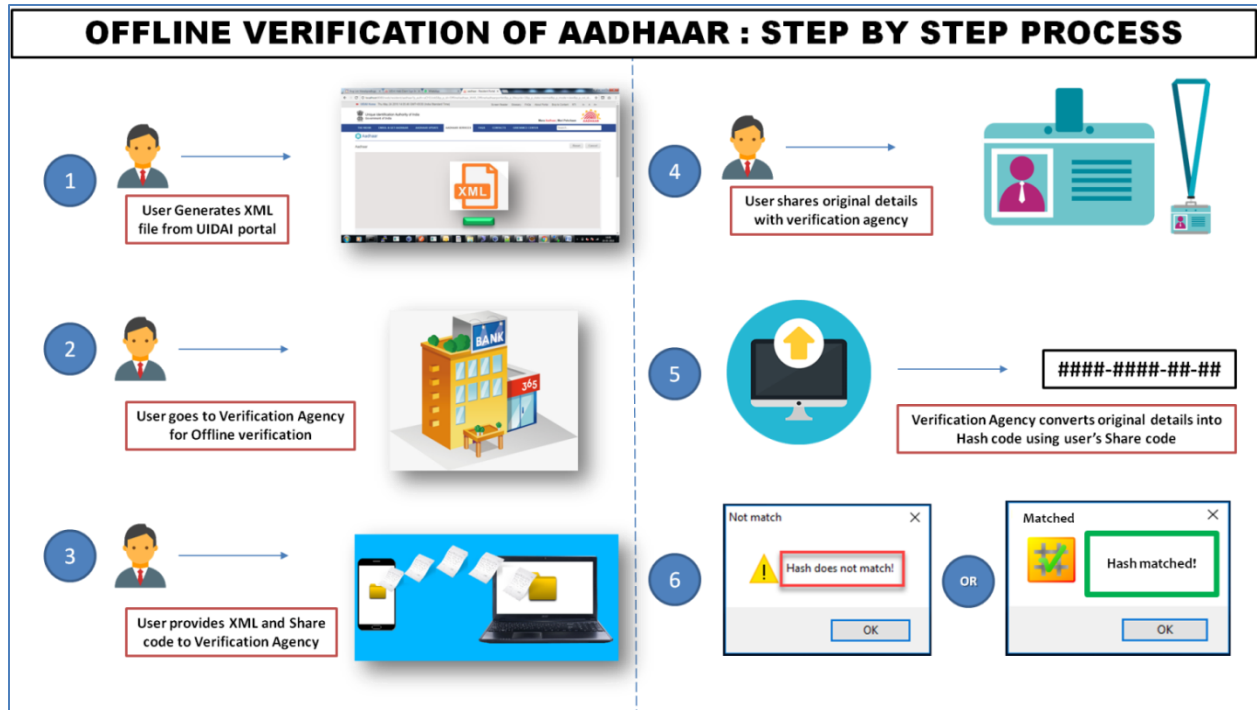 OFFLINE VERIFICATION OF AADHAAR : STEP BY STEP PROCESS
1
XML
User Generates XML
file from UIDAI portal
2
BANK
365
User goes to Verification Agency
for Offline verification
3
User provides XML and Share
code to Verification Agency
4
User shares original details
with verification agency
5
####-####-##-##
Verification Agency converts original details into
Hash code using user's Share code
6
Not match
Hash does not match!
OK
OR
Matched
Hash matched!
OK